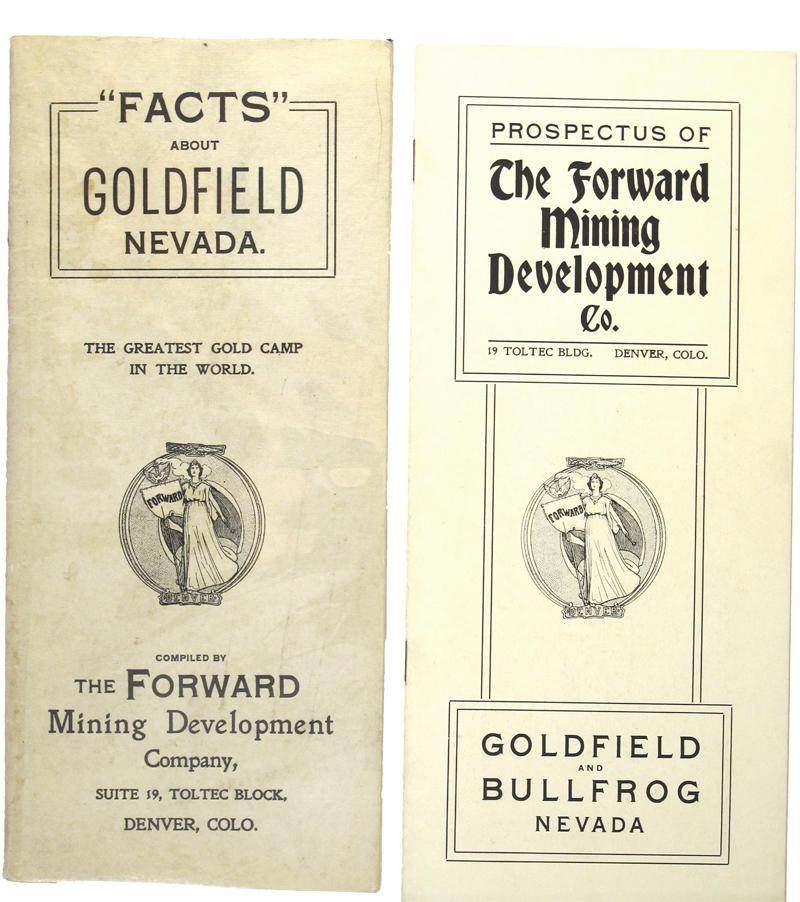 "FACTS"
ABOUT
GOLDFIELD
NEVADA.
THE GREATEST GOLD CAMP
IN THE WORLD.
FORWARD
DENVER
COMPILED BY
THE FORWARD
Mining Development
Company,
SUITE 19, TOLTEC BLOCK,
DENVER, COLO.
PROSPECTUS OF
The Forward
Mining
Development
Co.
19 TOLTEC BLDG. DENVER, COLO.
FORWARD
DENVER
GOLDFIELD
AND
BULLFROG
NEVADA